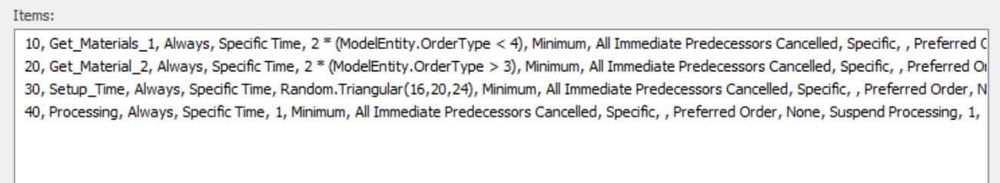 Items:
10, Get_Materials_1, Always, Specific Time, 2 * (ModelEntity.OrderType < 4), Minimum, All Immediate Predecessors Cancelled, Specific, , Preferred
20, Get_Material_2, Always, Specific Time, 2 * (ModelEntity.OrderType > 3), Minimum, All Immediate Predecessors Cancelled, Specific, , Preferred
30, Setup_Time, Always, Specific Time, Random.Triangular(16,20,24), Minimum, All Immediate Predecessors Cancelled, Specific, , Preferred Order,
40, Processing, Always, Specific Time, 1, Minimum, All Immediate Predecessors Cancelled, Specific, , Preferred Order, None, Suspend Processing, 1,